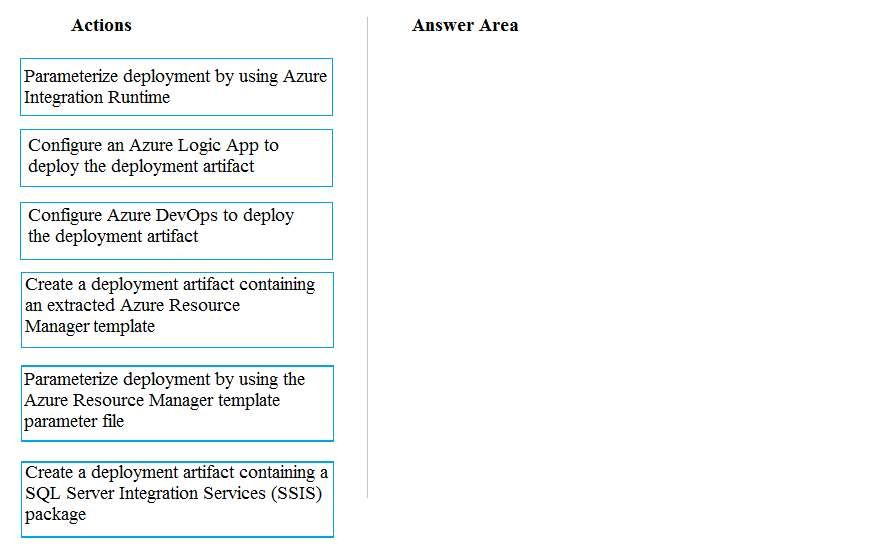 Actions
Answer Area
Parameterize deployment by using Azure
Integration Runtime
Configure an Azure Logic App to
deploy the deployment artifact
Configure Azure DevOps to deploy
the deployment artifact
Create a deployment artifact containing
an extracted Azure Resource
Manager template
Parameterize deployment by using the
Azure Resource Manager template
parameter file
Create a deployment artifact containing a
SQL Server Integration Services (SSIS)
package